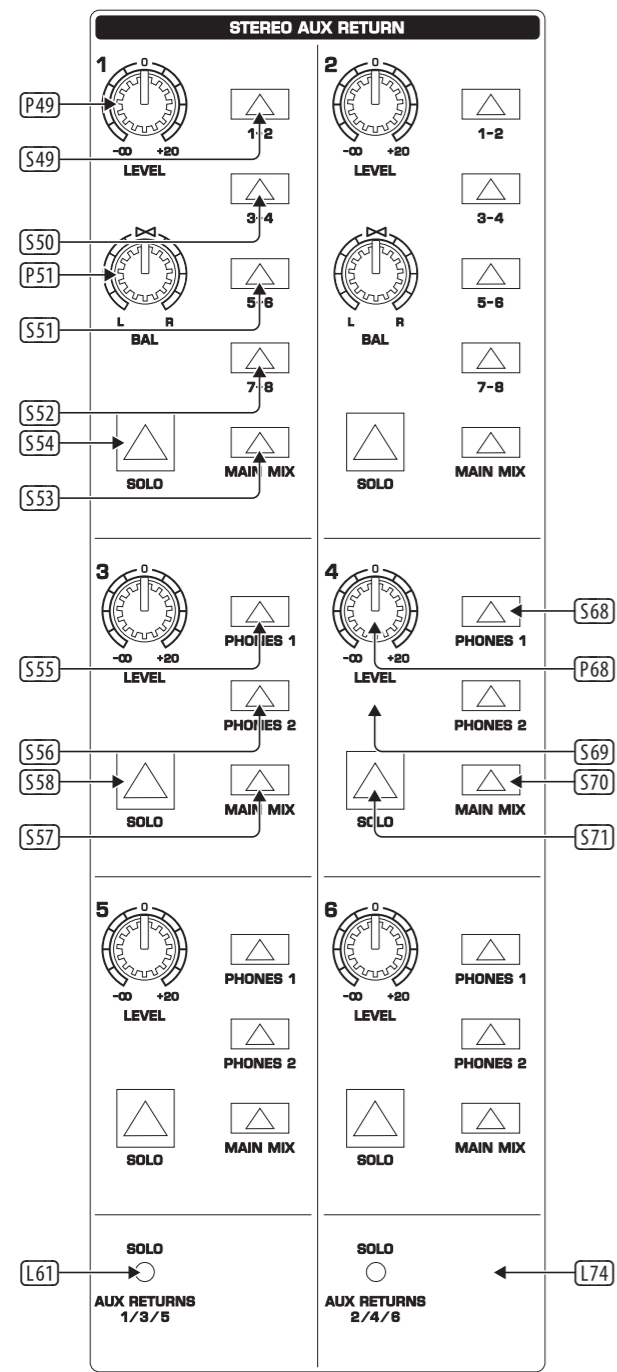 STEREO AUX RETURN
1
0
-∞ +20
LEVEL
1-2
3-4
L R
BAL
5-6
7-8
SOLO
MAIN MIX
2
0
-∞ +20
LEVEL
1-2
3-4
L R
BAL
5-6
7-8
SOLO
MAIN MIX
P49
S49
S50
P51
S51
S52
S54
S53
3
0
-∞ +20
LEVEL
PHONES 1
PHONES 2
SOLO
MAIN MIX
4
0
-∞ +20
LEVEL
PHONES 1
PHONES 2
SOLO
MAIN MIX
S55
S56
S58
S57
S68
P68
S69
S70
S71
5
0
-∞ +20
LEVEL
PHONES 1
PHONES 2
SOLO
MAIN MIX
6
0
-∞ +20
LEVEL
PHONES 1
PHONES 2
SOLO
MAIN MIX
SOLO
AUX RETURNS
1/3/5
SOLO
AUX RETURNS
2/4/6
L61
L74